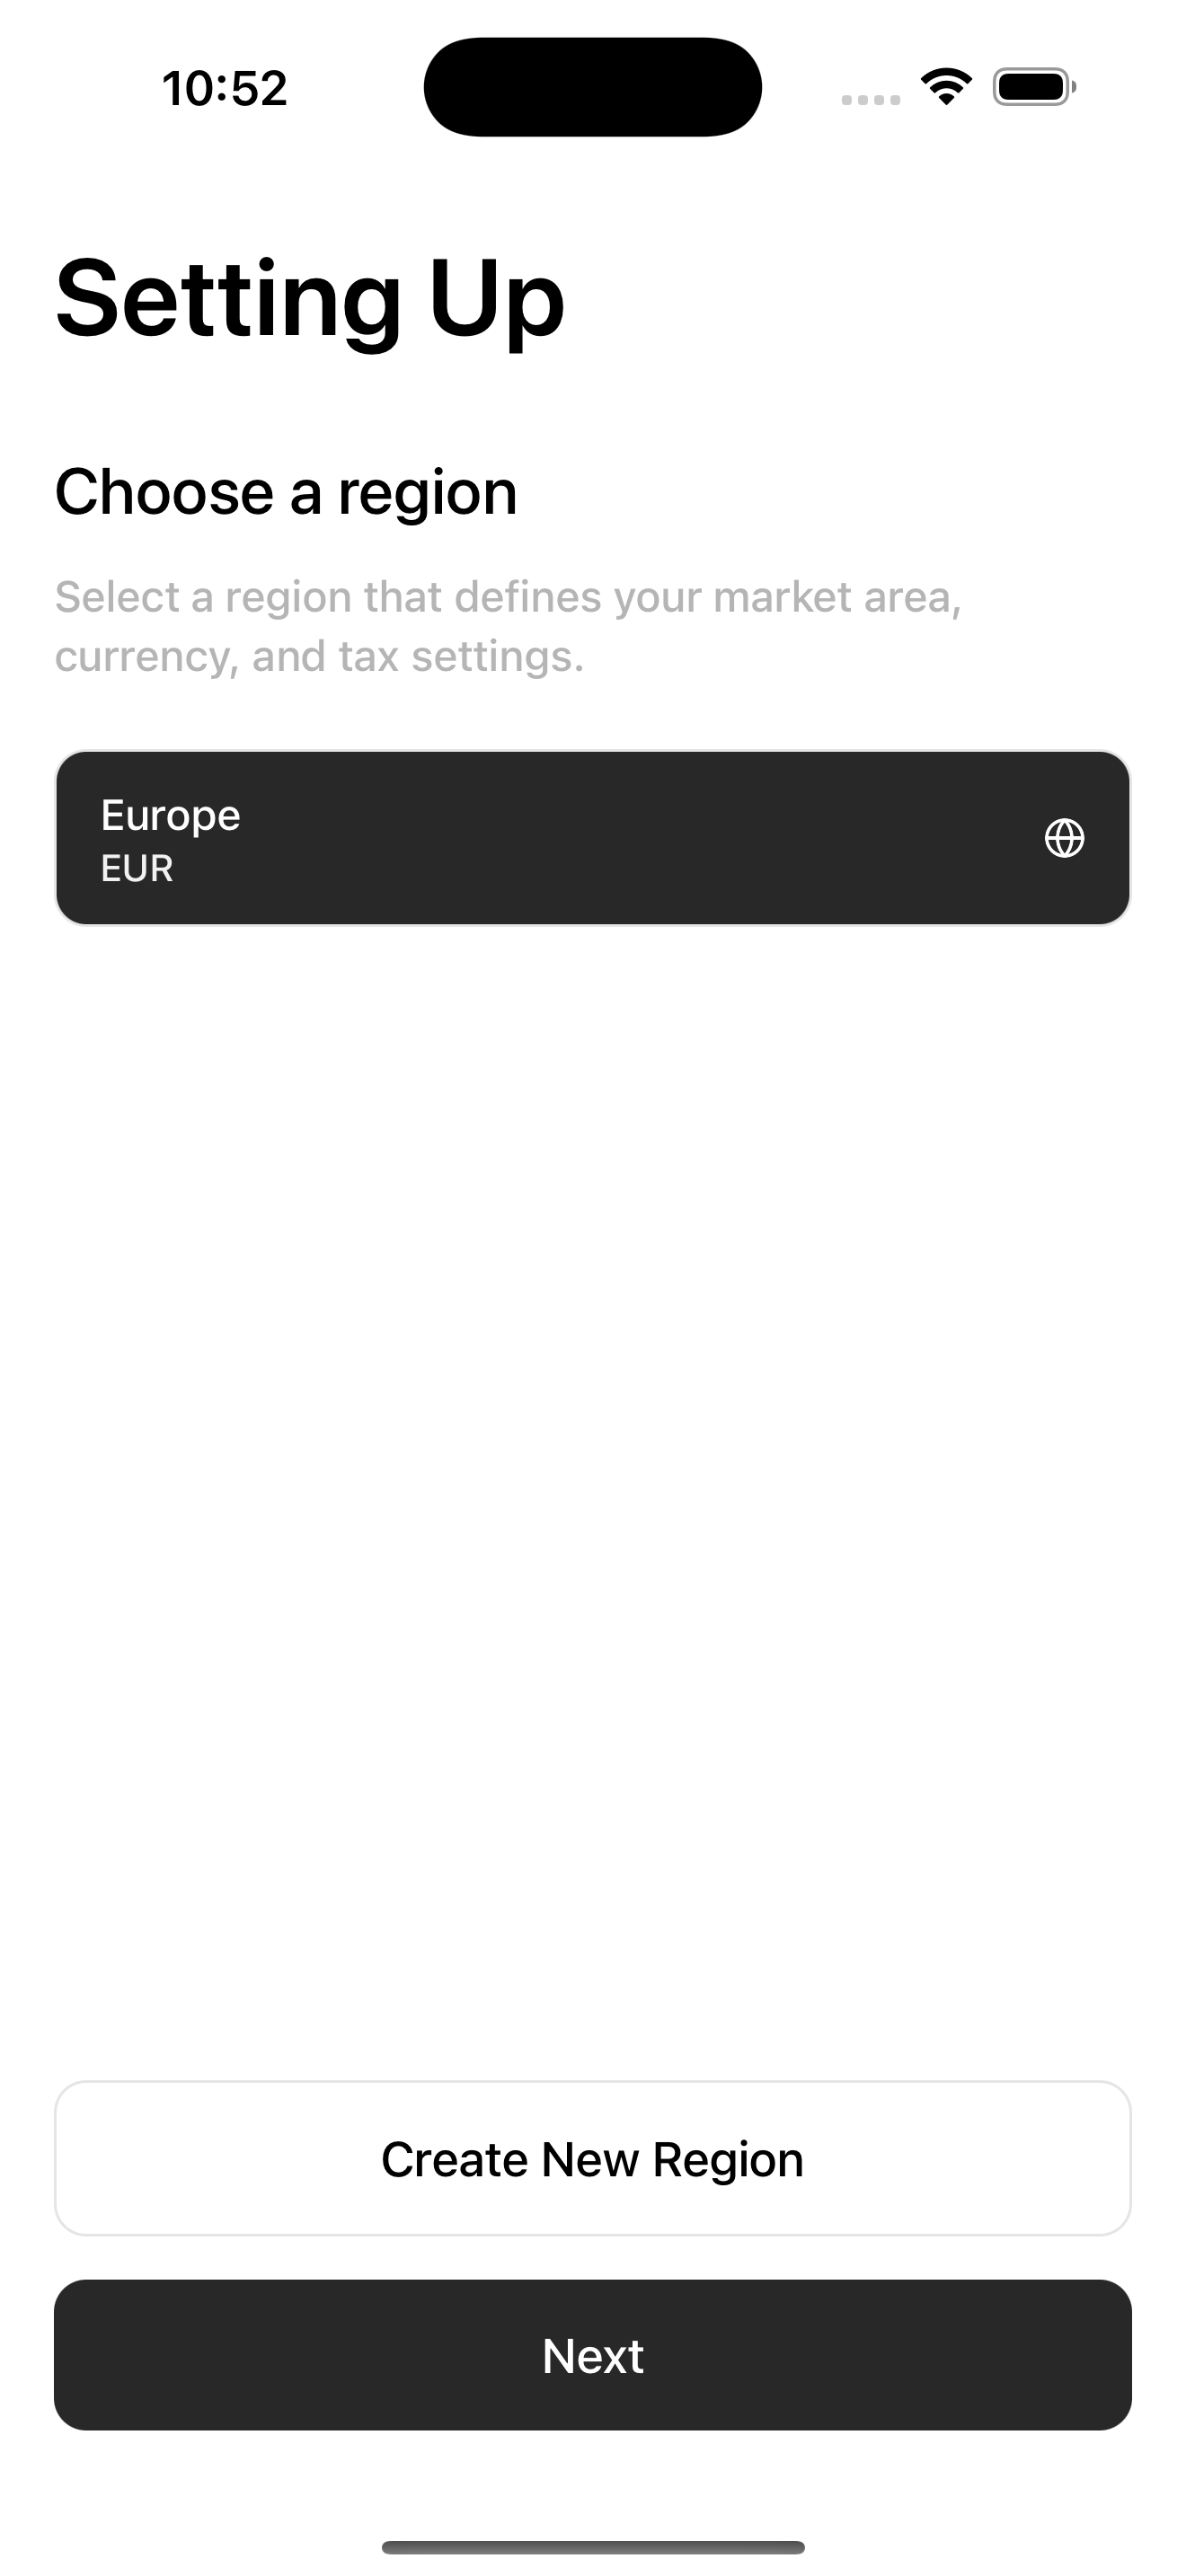 10:52
Setting Up
Choose a region
Select a region that defines your market area,
currency, and tax settings.
Europe
EUR
Create New Region
Next